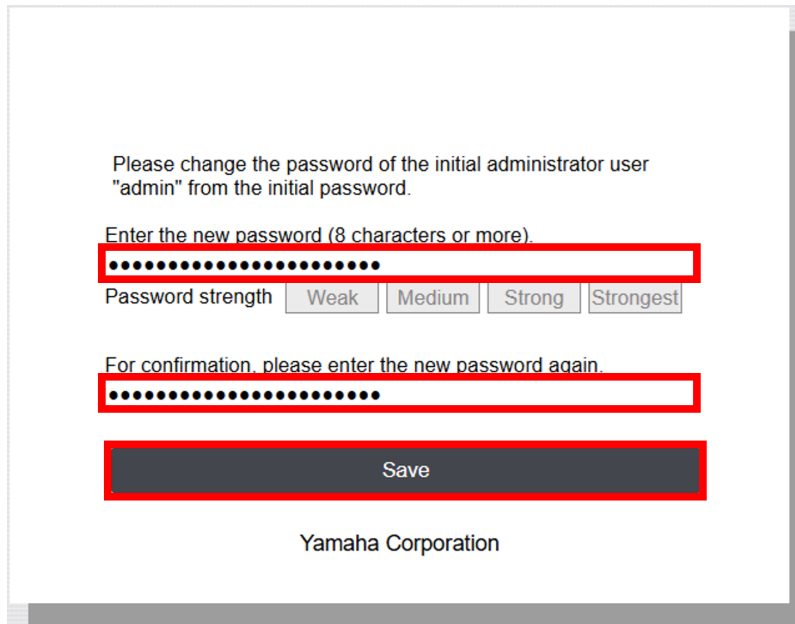 Please change the password of the initial administrator user
"admin" from the initial password.
Enter the new password (8 characters or more).
●●●●●●●●●●●●●●●●●●●●●●●
Password strength Weak Medium Strong Strongest
For confirmation, please enter the new password again.
●●●●●●●●●●●●●●●●●●●●●●●
Save
Yamaha Corporation